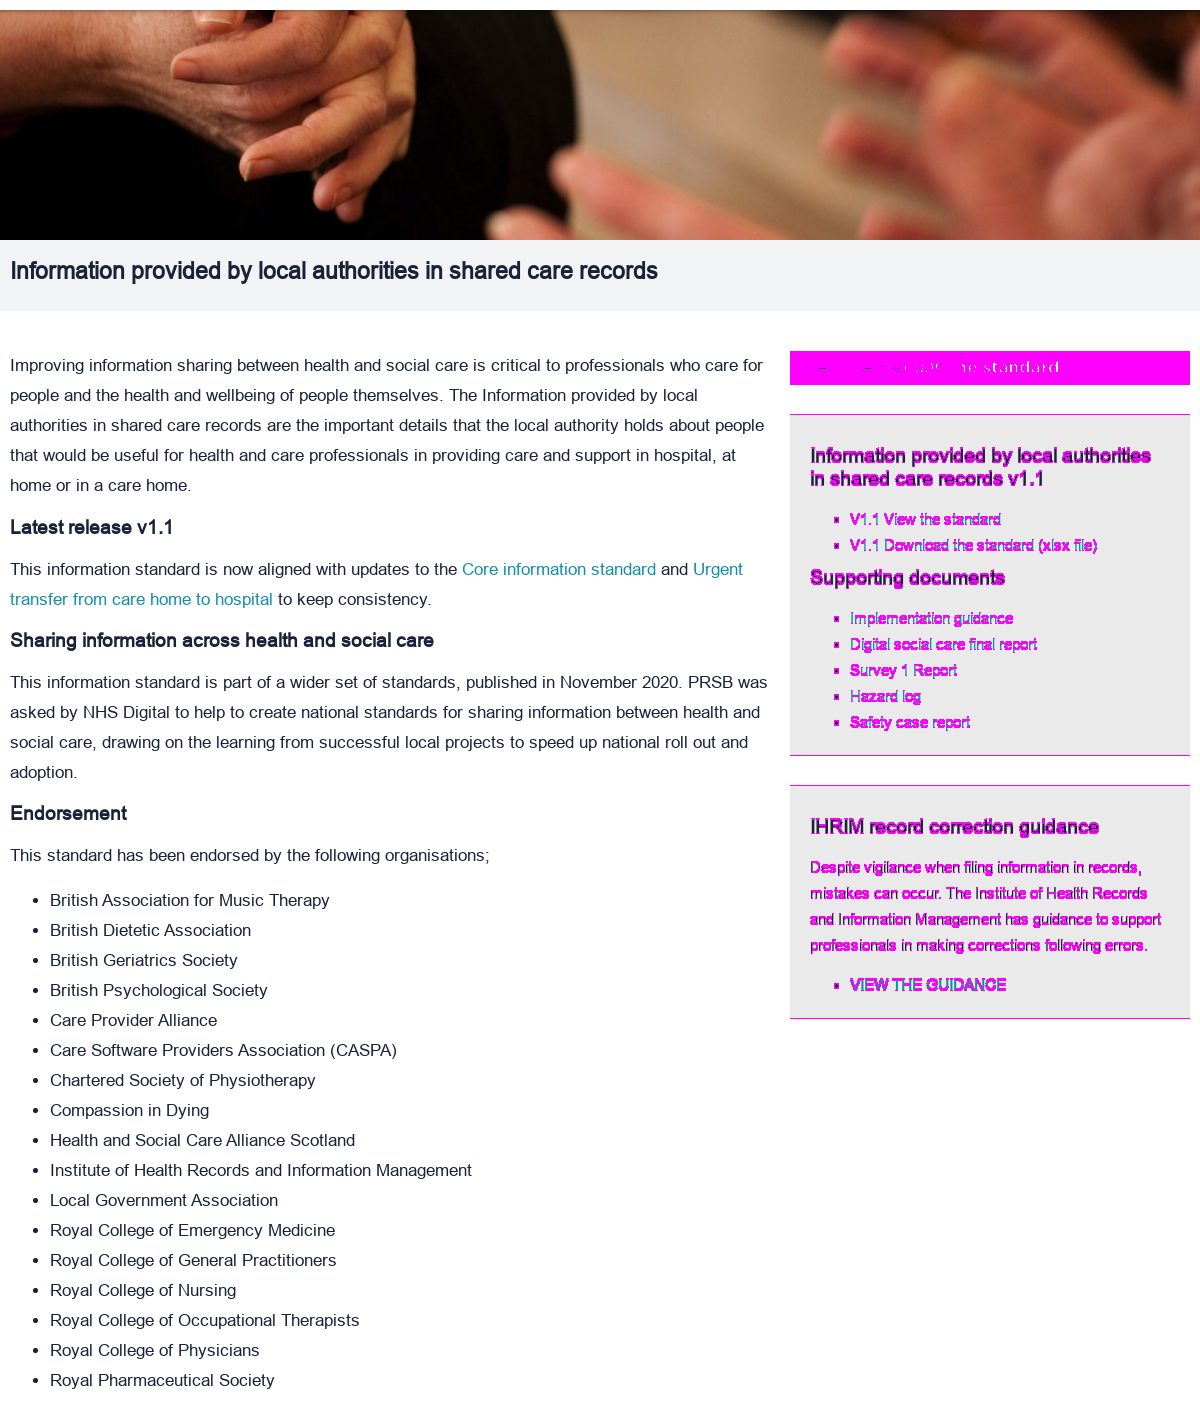 Information provided by local authorities in shared care records
Improving information sharing between health and social care is critical to professionals who care for
people and the health and wellbeing of people themselves. The Information provided by local
authorities in shared care records are the important details that the local authority holds about people
that would be useful for health and care professionals in providing care and support in hospital, at
home or in a care home.
Latest release v1.1
This information standard is now aligned with updates to the Core information standard and Urgent
transfer from care home to hospital to keep consistency.
Sharing information across health and social care
This information standard is part of a wider set of standards, published in November 2020. PRSB was
asked by NHS Digital to help to create national standards for sharing information between health and
social care, drawing on the learning from successful local projects to speed up national roll out and
adoption.
Endorsement
This standard has been endorsed by the following organisations;
• British Association for Music Therapy
• British Dietetic Association
• British Geriatrics Society
• British Psychological Society
• Care Provider Alliance
• Care Software Providers Association (CASPA)
• Chartered Society of Physiotherapy
• Compassion in Dying
• Health and Social Care Alliance Scotland
• Institute of Health Records and Information Management
• Local Government Association
• Royal College of Emergency Medicine
• Royal College of General Practitioners
• Royal College of Nursing
• Royal College of Occupational Therapists
• Royal College of Physicians
• Royal Pharmaceutical Society
standard
Information provided by local authorities
in shared care records v1.1
• V1.1 View the standard
• V1.1 Download the standard (xlsx file)
Supporting documents
• Implementation guidance
• Digital social care final report
• Survey 1 Report
• Hazard log
• Safety case report
IHRIM record correction guidance
Despite vigilance when filing information in records,
mistakes can occur. The Institute of Health Records
and Information Management has guidance to support
professionals in making corrections following errors.
• VIEW THE GUIDANCE